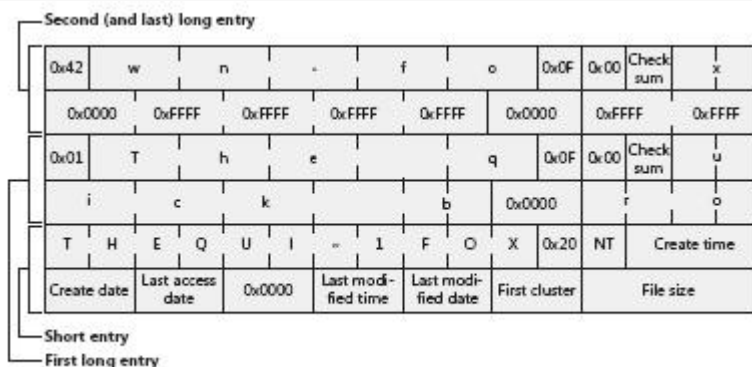 Second (and last) long entry
0x42 w n - f o 0x0F 0x00 Check sum x
0x0000 0xFFFF 0xFFFF 0xFFFF 0xFFFF 0x0000 0xFFFF 0xFFFF
0x01 T h e q 0x0F 0x00 Check sum u
i c k b 0x0000 r o
T H E Q U I ~ 1 F O X 0x20 NT Create time
Create date Last access date 0x0000 Last modi-fied time Last modi-fied date First cluster File size
Short entry
First long entry